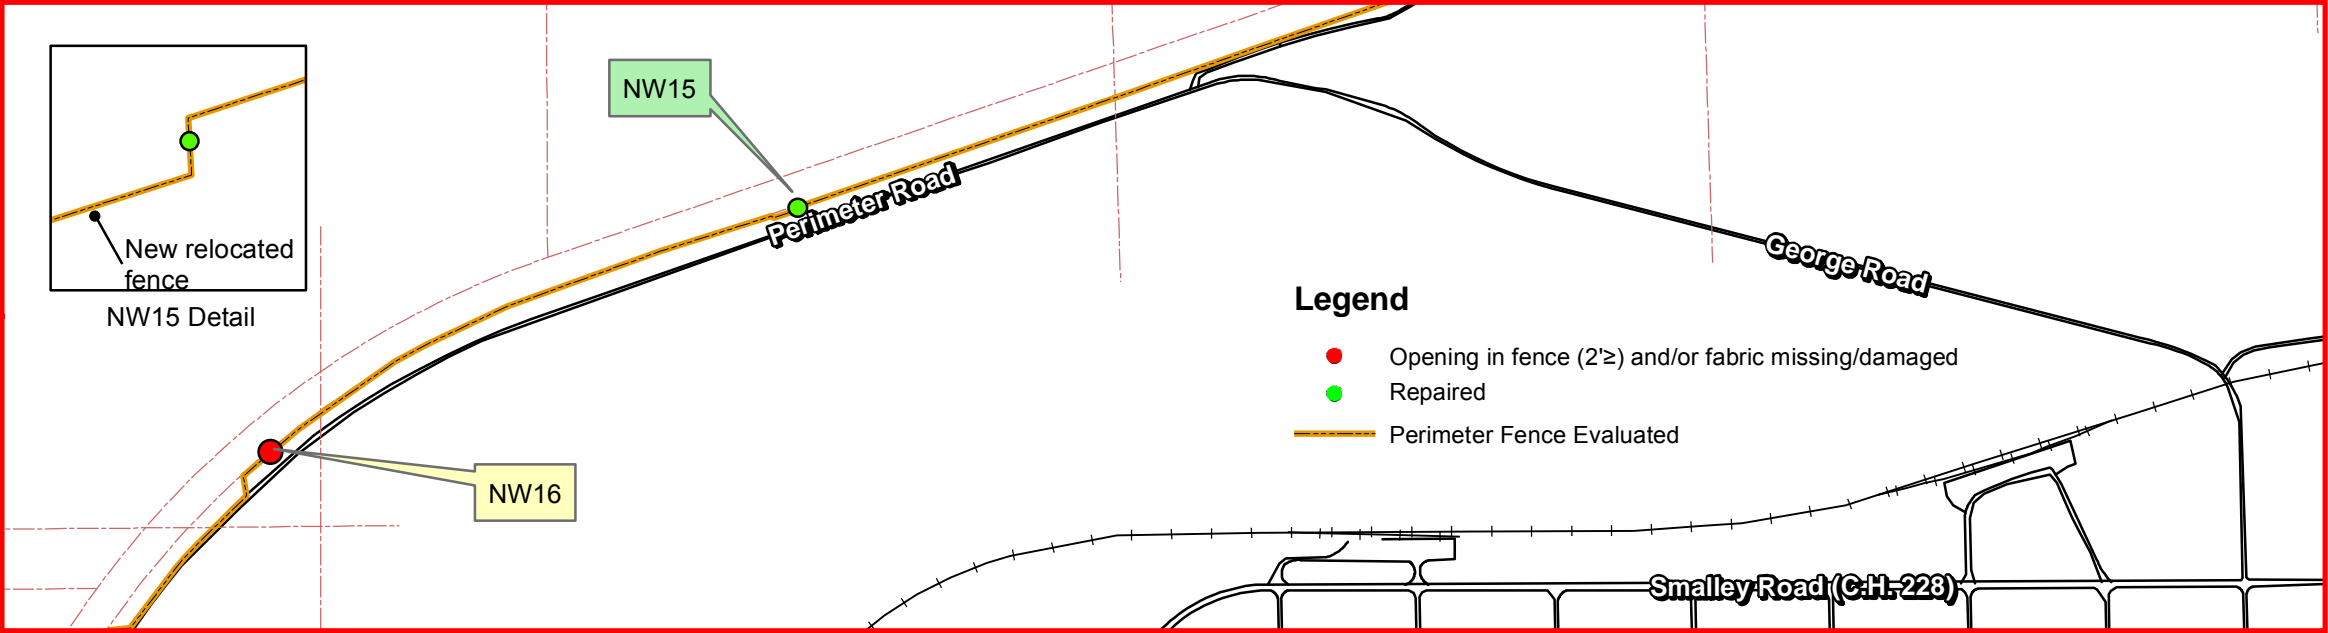 NW15
New relocated
fence
NW15 Detail
Perimeter Road
George Road
Legend
Opening in fence (2'≥) and/or fabric missing/damaged
Repaired
Perimeter Fence Evaluated
NW16
Smalley Road (C.H. 228)